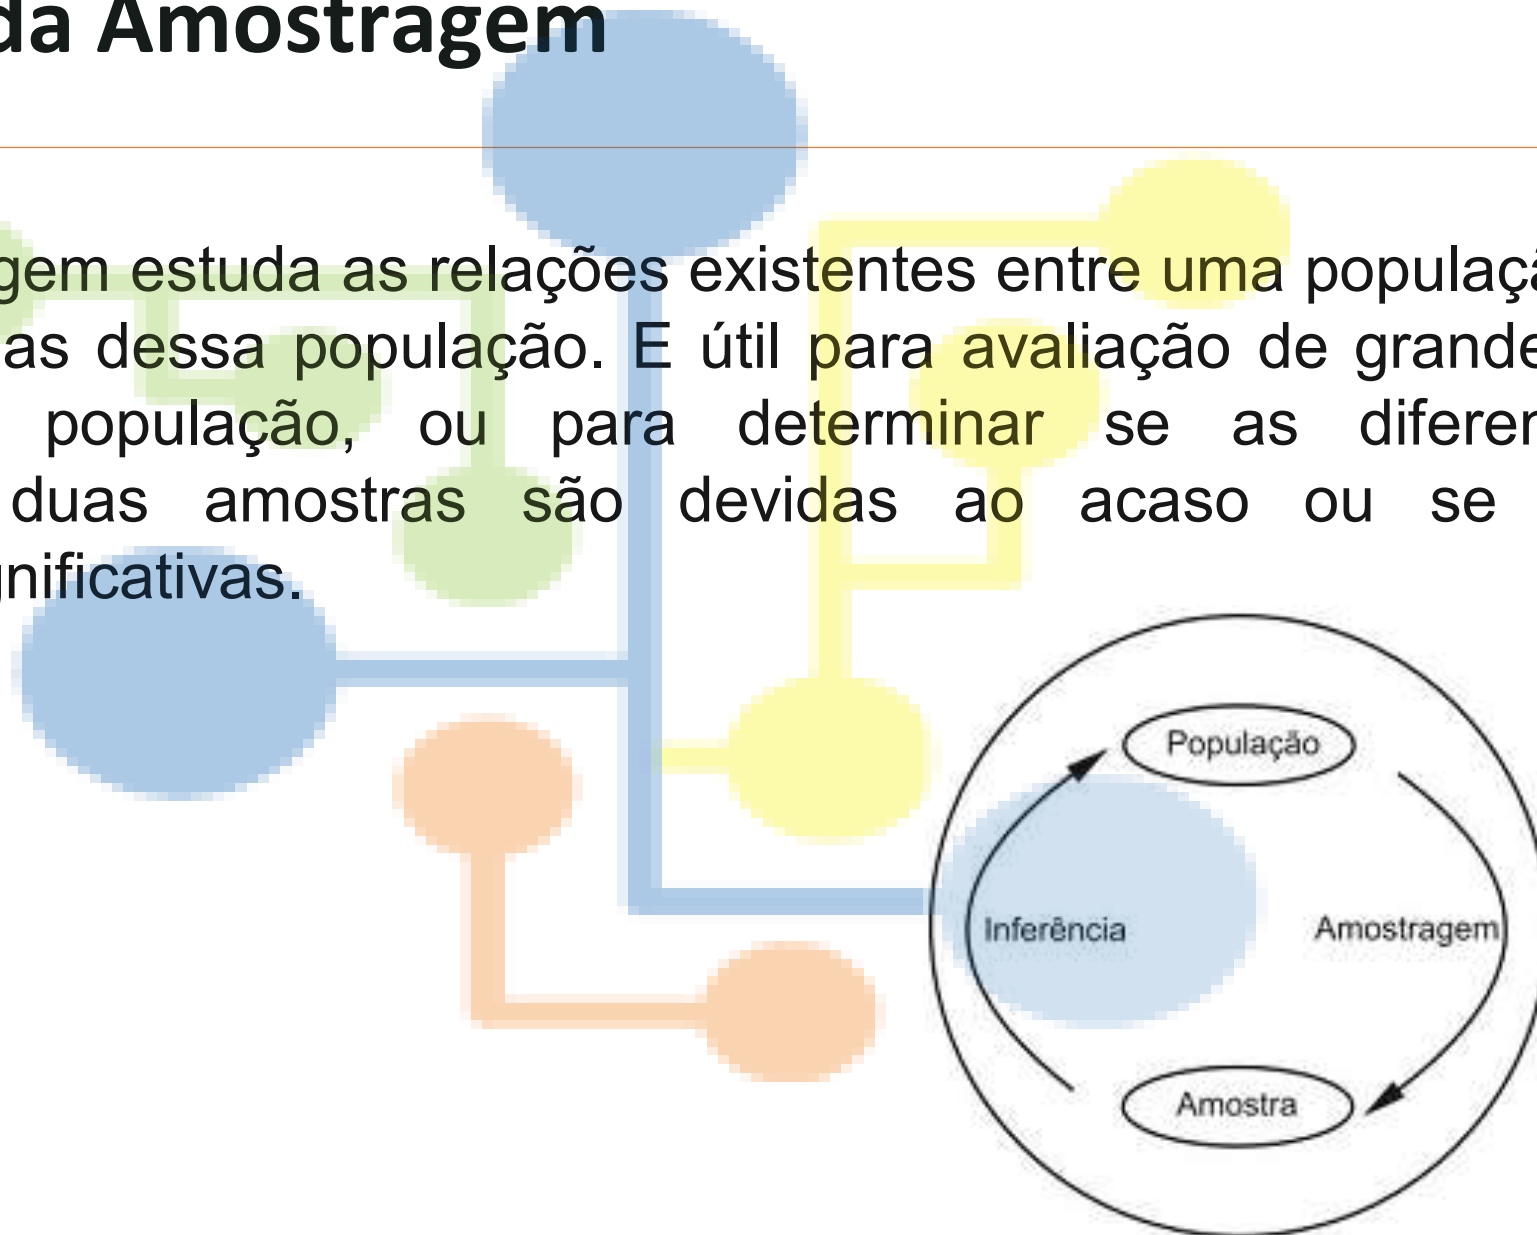 da Amostragem
gem estuda as relações existentes entre uma populaçã
as dessa população. E útil para avaliação de grande
população, ou para determinar se as diferen
duas amostras são devidas ao acaso ou se
gnificativas.
População
Inferência Amostragem
Amostra